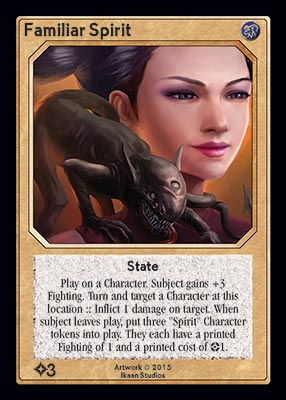 Familiar Spirit
State
Play on a Character. Subject gains +3
Fighting. Turn and target a Character at this
location :: Inflict 1 damage on target. When
subject leaves play, put three "Spirit" Character
tokens into play. They each have a printed
Fighting of 1 and a printed cost of 1.
3
Artwork © 2015
Ikaan Studios